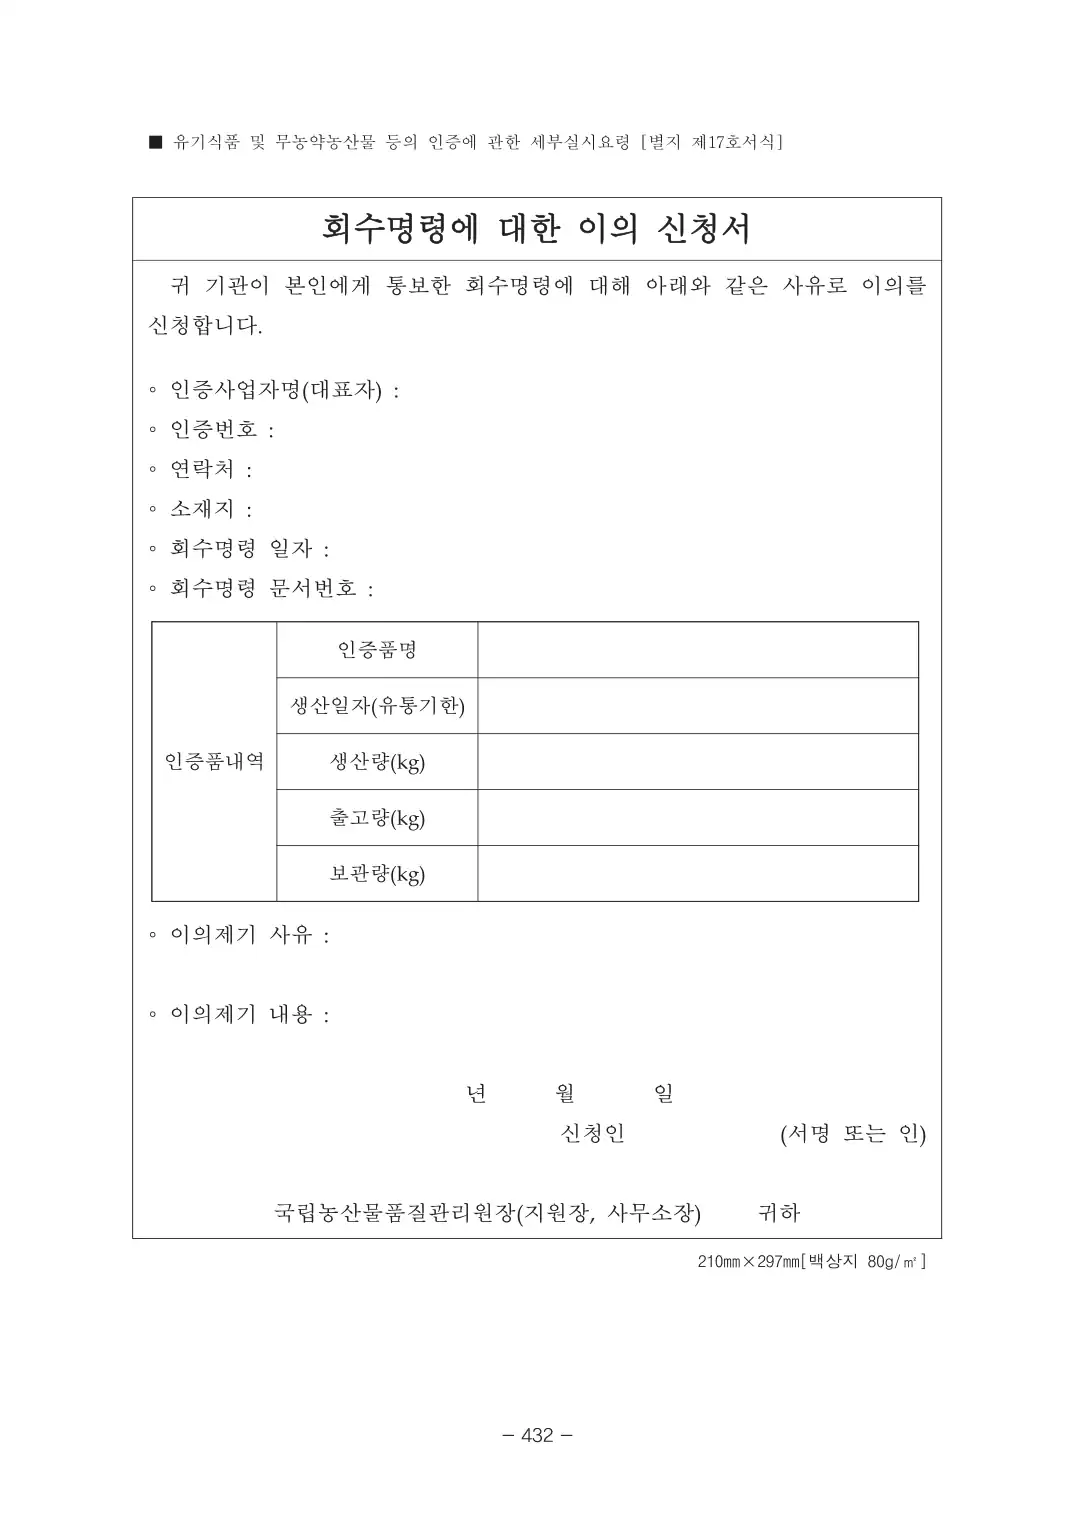 ■ 유기식품 및 무농약농산물 등의 인증에 관한 세부실시요령 [별지 제17호서식]
회수명령에 대한 이의 신청서
귀 기관이 본인에게 통보한 회수명령에 대해 아래와 같은 사유로 이의를
신청합니다.
◦ 인증사업자명(대표자) :
◦ 인증번호 :
◦ 연락처 :
◦ 소재지 :
◦ 회수명령 일자 :
◦ 회수명령 문서번호 :
인증품내역
인증품명
생산일자(유통기한)
생산량(kg)
출고량(kg)
보관량(kg)
◦ 이의제기 사유 :
◦ 이의제기 내용 :
년 월 일
신청인 (서명 또는 인)
국립농산물품질관리원장(지원장, 사무소장) 귀하
210㎜×297㎜[백상지 80g/㎡]
- 432 -